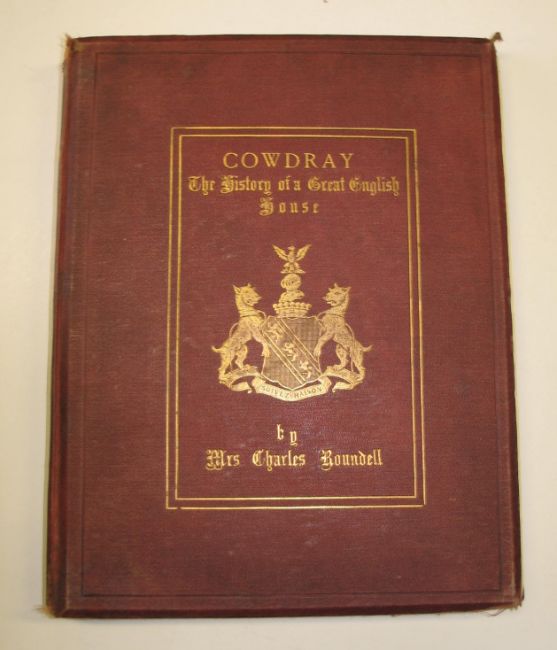 COWDRAY
The History of a Great English
House
SUIVEZ RAISON
by
Mrs Charles Roundell